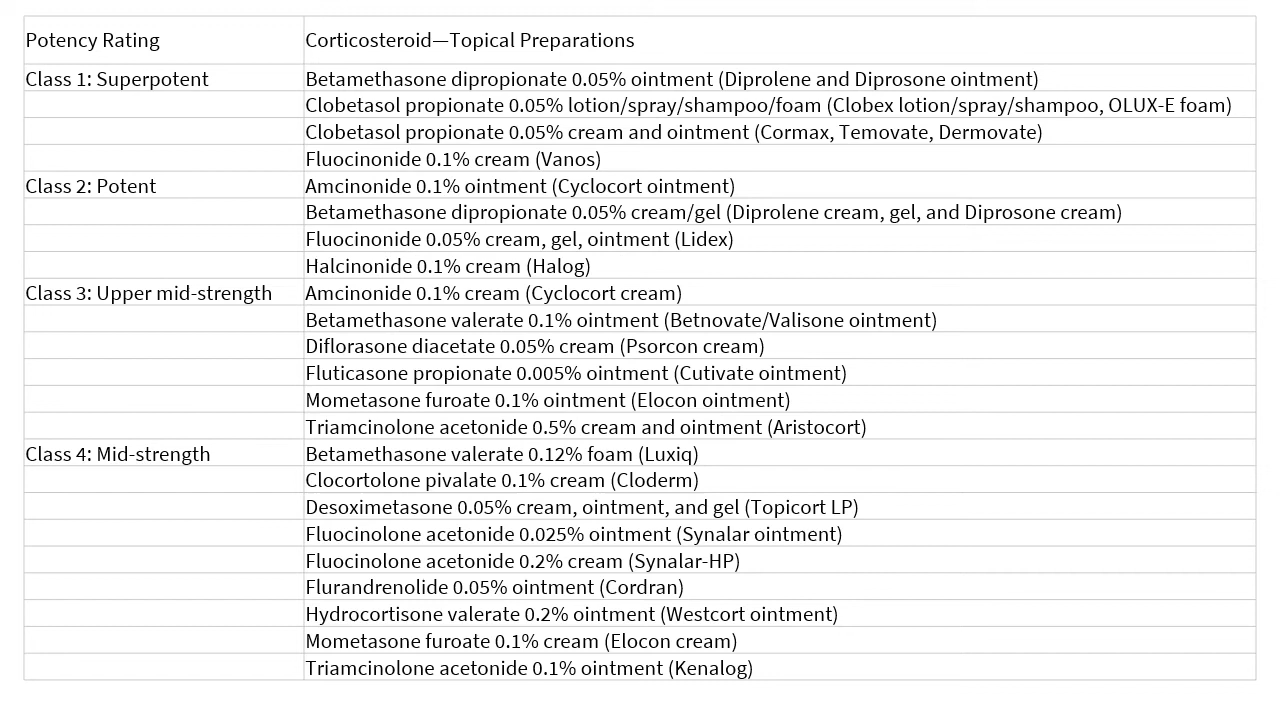 Potency Rating Corticosteroid—Topical Preparations
Class 1: Superpotent Betamethasone dipropionate 0.05% ointment (Diprolene and Diprosone ointment)
Clobetasol propionate 0.05% lotion/spray/shampoo/foam (Clobex lotion/spray/shampoo, OLUX-E foam)
Clobetasol propionate 0.05% cream and ointment (Cormax, Temovate, Dermovate)
Fluocinonide 0.1% cream (Vanos)
Class 2: Potent Amcinonide 0.1% ointment (Cyclocort ointment)
Betamethasone dipropionate 0.05% cream/gel (Diprolene cream, gel, and Diprosone cream)
Fluocinonide 0.05% cream, gel, ointment (Lidex)
Halcinonide 0.1% cream (Halog)
Class 3: Upper mid-strength Amcinonide 0.1% cream (Cyclocort cream)
Betamethasone valerate 0.1% ointment (Betnovate/Valisone ointment)
Diflorasone diacetate 0.05% cream (Psorcon cream)
Fluticasone propionate 0.005% ointment (Cutivate ointment)
Mometasone furoate 0.1% ointment (Elocon ointment)
Triamcinolone acetonide 0.5% cream and ointment (Aristocort)
Class 4: Mid-strength Betamethasone valerate 0.12% foam (Luxiq)
Clocortolone pivalate 0.1% cream (Cloderm)
Desoximetasone 0.05% cream, ointment, and gel (Topicort LP)
Fluocinolone acetonide 0.025% ointment (Synalar ointment)
Fluocinolone acetonide 0.2% cream (Synalar-HP)
Flurandrenolide 0.05% ointment (Cordran)
Hydrocortisone valerate 0.2% ointment (Westcort ointment)
Mometasone furoate 0.1% cream (Elocon cream)
Triamcinolone acetonide 0.1% ointment (Kenalog)